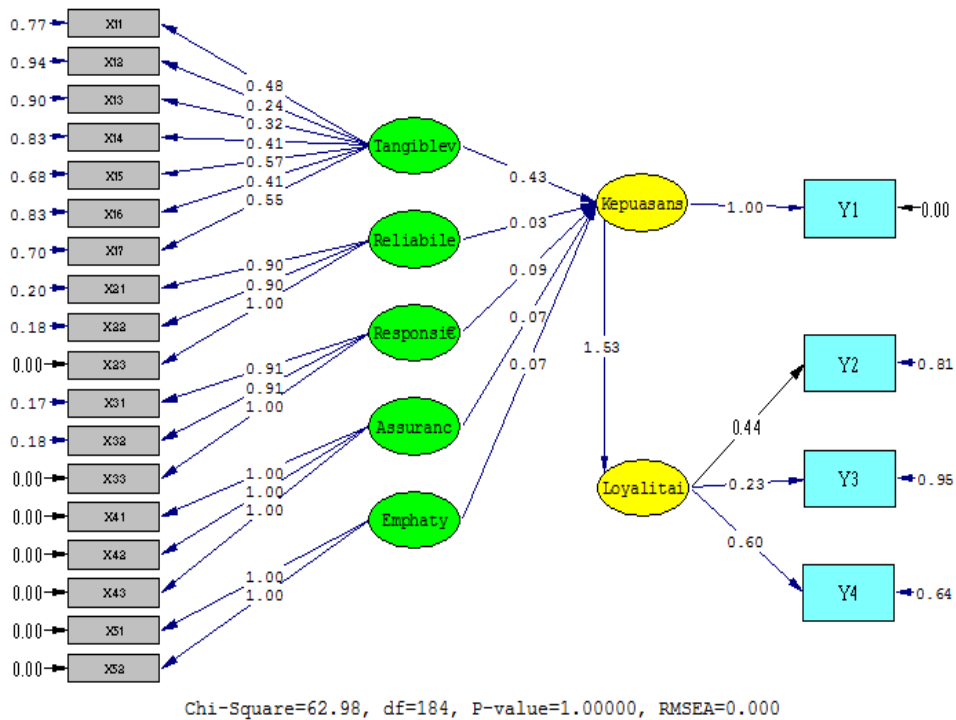 0.77 X11
0.94 X12
0.90 X13
0.83 X14
0.68 X15
0.83 X16
0.70 X17
0.20 X21
0.18 X22
0.00 X23
0.17 X31
0.18 X32
0.00 X33
0.00 X41
0.00 X42
0.00 X43
0.00 X51
0.00 X52
0.48
0.24
0.32
0.41
0.57
0.41
0.55
0.90
0.90
1.00
0.91
0.91
1.00
1.00
1.00
1.00
1.00
1.00
Tangiblev
Reliabile
Responsi€
Assuranc
Emphaty
0.43
0.03
0.09
0.07
0.07
Kepuasans
1.53
Loyalitai
1.00
0.44
0.23
0.60
Y1 0.00
Y2 0.81
Y3 0.95
Y4 0.64
Chi-Square=62.98, df=184, P-value=1.00000, RMSEA=0.000